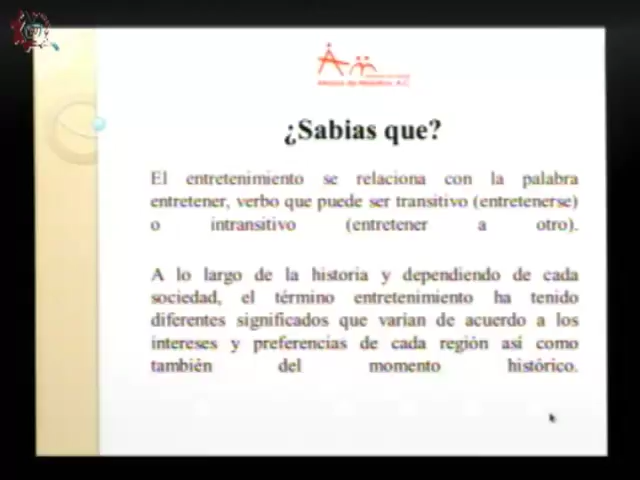 ¿Sabias que?
El entretenimiento se relaciona con la palabra
entretener, verbo que puede ser transitivo (entretenerse)
o intransitivo (entretener a otro).
A lo largo de la historia y dependiendo de cada
sociedad, el término entretenimiento ha tenido
diferentes significados que varían de acuerdo a los
intereses y preferencias de cada región así como
también del momento histórico.